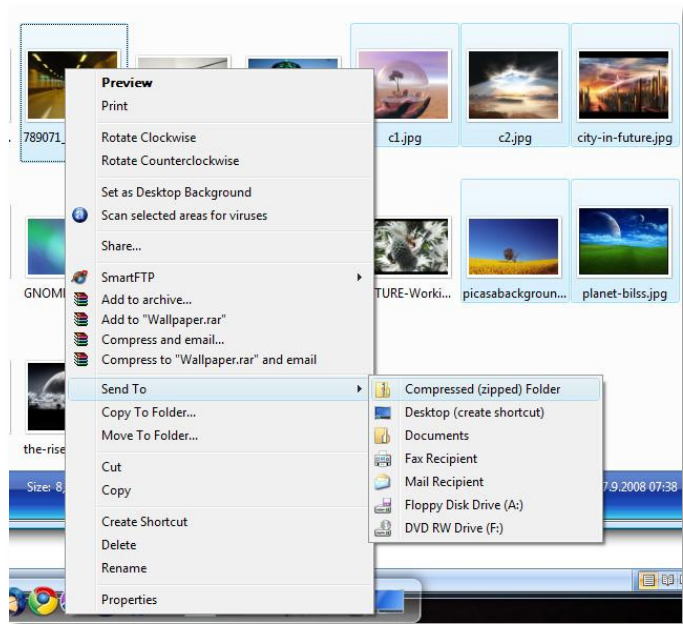 789071_
c1.jpg
c2.jpg
city-in-future.jpg
GNOM
TURE-Worki...
picasabackgroun...
planet-bilss.jpg
the-rise
Size: 8,
7.9.2008 07:38
Preview
Print
Rotate Clockwise
Rotate Counterclockwise
Set as Desktop Background
Scan selected areas for viruses
Share...
SmartFTP
Add to archive...
Add to "Wallpaper.rar"
Compress and email...
Compress to "Wallpaper.rar" and email
Send To
Copy To Folder...
Move To Folder...
Cut
Copy
Create Shortcut
Delete
Rename
Properties
Compressed (zipped) Folder
Desktop (create shortcut)
Documents
Fax Recipient
Mail Recipient
Floppy Disk Drive (A:)
DVD RW Drive (F:)